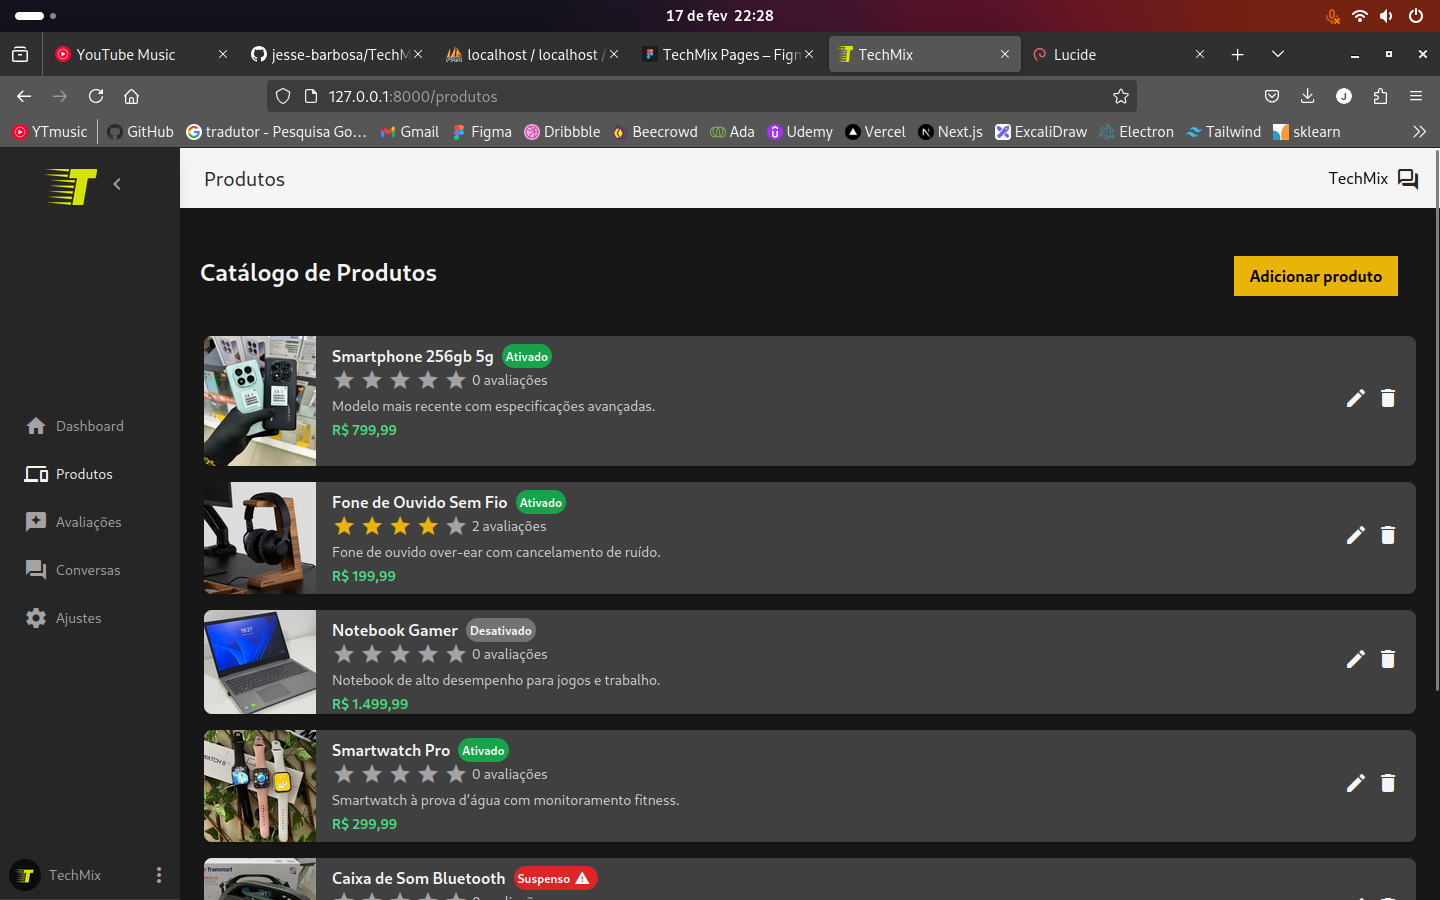 17 de fev 22:28
YouTube Music
jesse-barbosa/TechM
localhost / localhost /
TechMix Pages – Figm
TechMix
Lucide
127.0.0.1:8000/produtos
YTmusic
GitHub
tradutor - Pesquisa Go…
Gmail
Figma
Dribbble
Beecrowd
Ada
Udemy
Vercel
Next.js
ExcaliDraw
Electron
Tailwind
sklearn
T
Produtos
TechMix
Catálogo de Produtos
Adicionar produto
Dashboard
Produtos
Avaliações
Conversas
Ajustes
Smartphone 256gb 5g Ativado
0 avaliações
Modelo mais recente com especificações avançadas.
R$ 799,99
Fone de Ouvido Sem Fio Ativado
2 avaliações
Fone de ouvido over-ear com cancelamento de ruído.
R$ 199,99
Notebook Gamer Desativado
0 avaliações
Notebook de alto desempenho para jogos e trabalho.
R$ 1.499,99
Smartwatch Pro Ativado
0 avaliações
Smartwatch à prova d'água com monitoramento fitness.
R$ 299,99
Caixa de Som Bluetooth Suspenso
TechMix